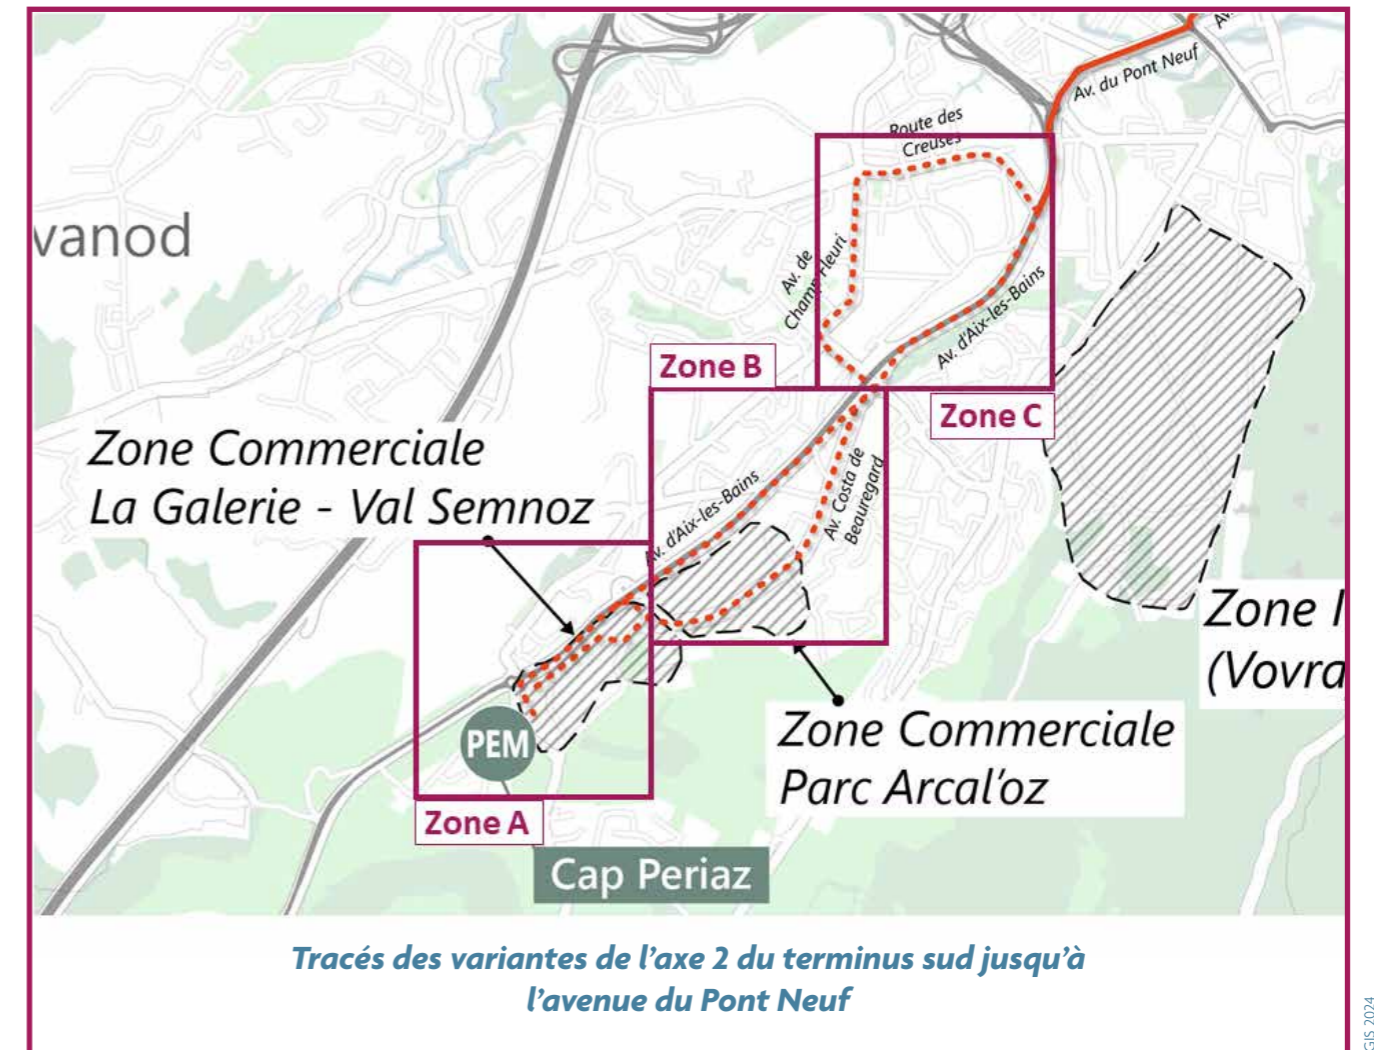 Av.
Av. du Pont Neuf
Route des
Creuses
vanod
Av. de
Champ Fleuri
Av. d'Aix-les-Bains
Zone B
Zone C
Zone Commerciale
La Galerie - Val Semnoz
Av. d'Aix-les-Bains
Av. Costa de
Beauregard
Zone I
(Vovra
PEM
Zone Commerciale
Parc Arcal'oz
Zone A
Cap Periaz
Tracés des variantes de l'axe 2 du terminus sud jusqu'à
l'avenue du Pont Neuf
GIS 2024